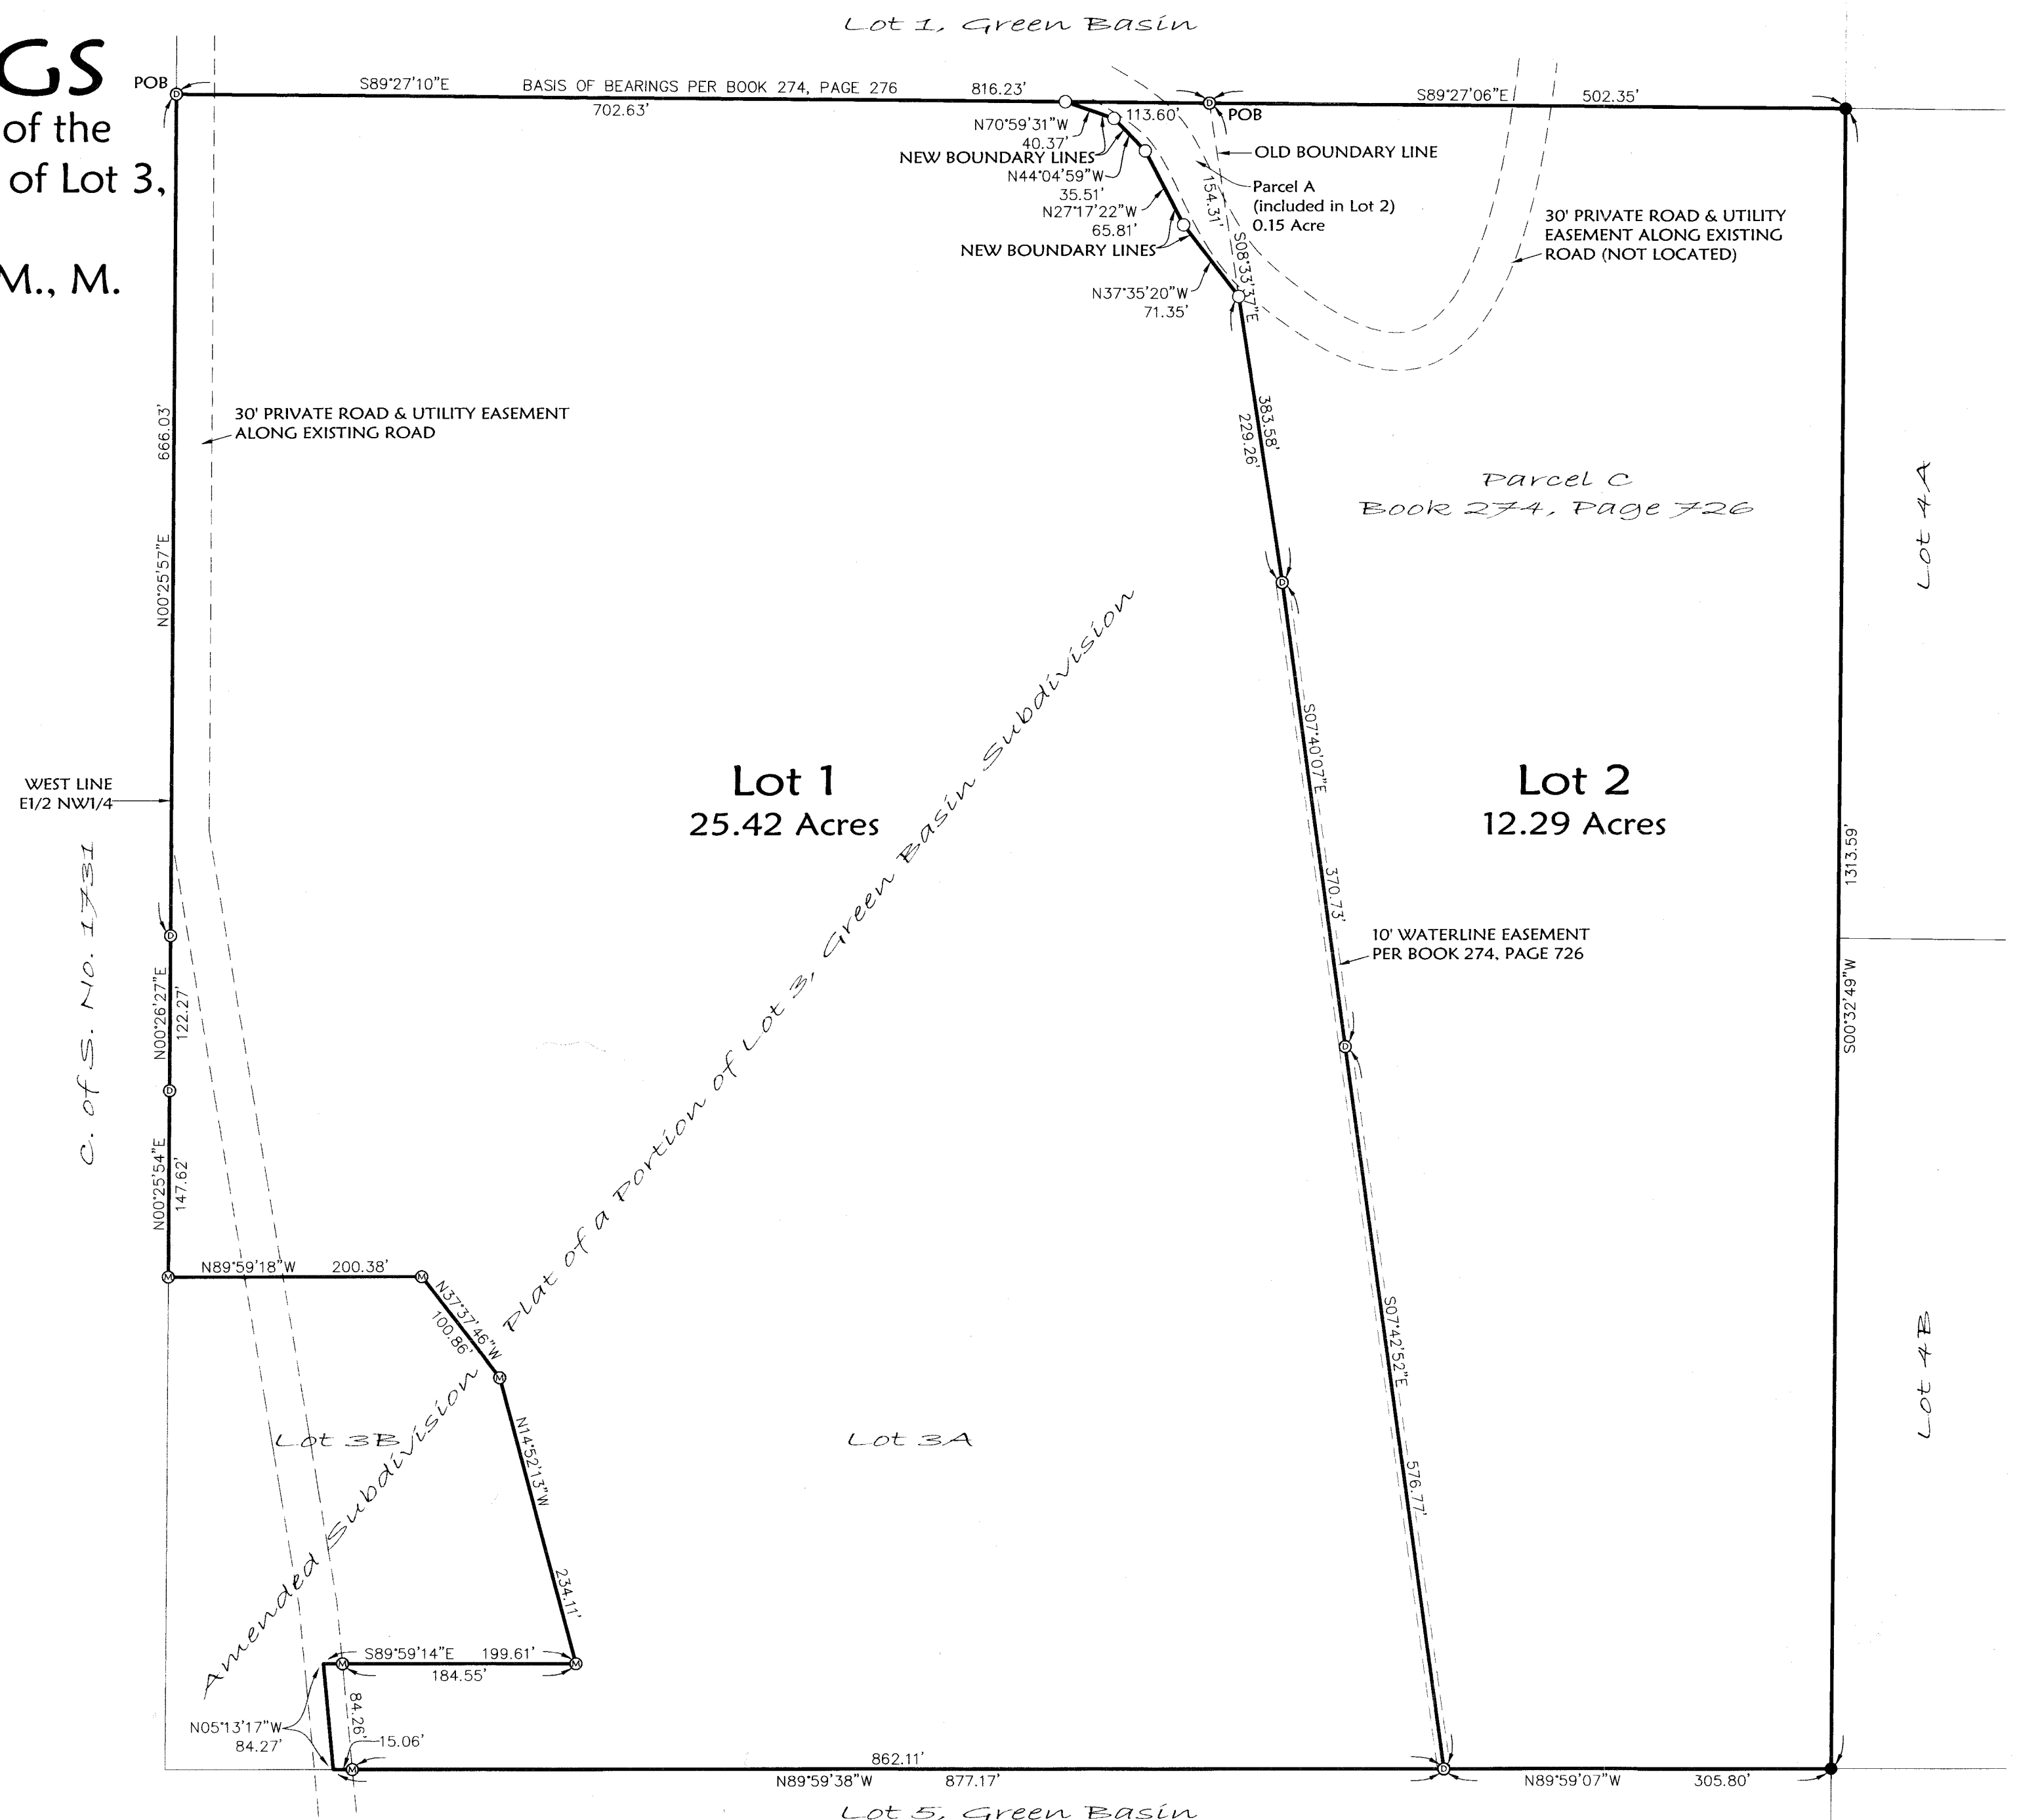 Lot 1, Green Basin
GS
of the
of Lot 3,
M., M.
POB
S89°27'10"E
BASIS OF BEARINGS PER BOOK 274, PAGE 276
816.23'
702.63'
113.60'
POB
S89°27'06"E
502.35'
N70°59'31"W
40.37'
NEW BOUNDARY LINES
N44°04'59"W
35.51'
N27°17'22"W
65.81'
NEW BOUNDARY LINES
N37°35'20"W
71.35'
OLD BOUNDARY LINE
154.31'
Parcel A
(included in Lot 2)
0.15 Acre
S08°33'37"E
30' PRIVATE ROAD & UTILITY
EASEMENT ALONG EXISTING
ROAD (NOT LOCATED)
383.58'
229.26'
666.03'
N00°25'57"E
30' PRIVATE ROAD & UTILITY EASEMENT
ALONG EXISTING ROAD
Parcel C
Book 274, Page 726
Lot 4A
WEST LINE
E1/2 NW1/4
C. of S. No. 1731
Lot 1
25.42 Acres
Lot 2
12.29 Acres
S07°40'07"E
370.73'
10' WATERLINE EASEMENT
PER BOOK 274, PAGE 726
1313.59'
S00°32'49"W
N00°26'27"E
122.27'
N00°25'54"E
147.62'
N89°59'18"W
200.38'
N37°37'46"W
100.86'
Amended Subdivision Plat of a Portion of Lot 3, Green Basin Subdivision
N14°52'13"W
234.11'
Lot 3B
Lot 3A
S07°42'52"E
576.77'
Lot 4B
S89°59'14"E
199.61'
184.55'
N05°13'17"W
84.27'
84.26'
15.06'
862.11'
N89°59'38"W
877.17'
N89°59'07"W
305.80'
Lot 5, Green Basin
D
D
D
D
D
D
D
M
M
M
M
M
M